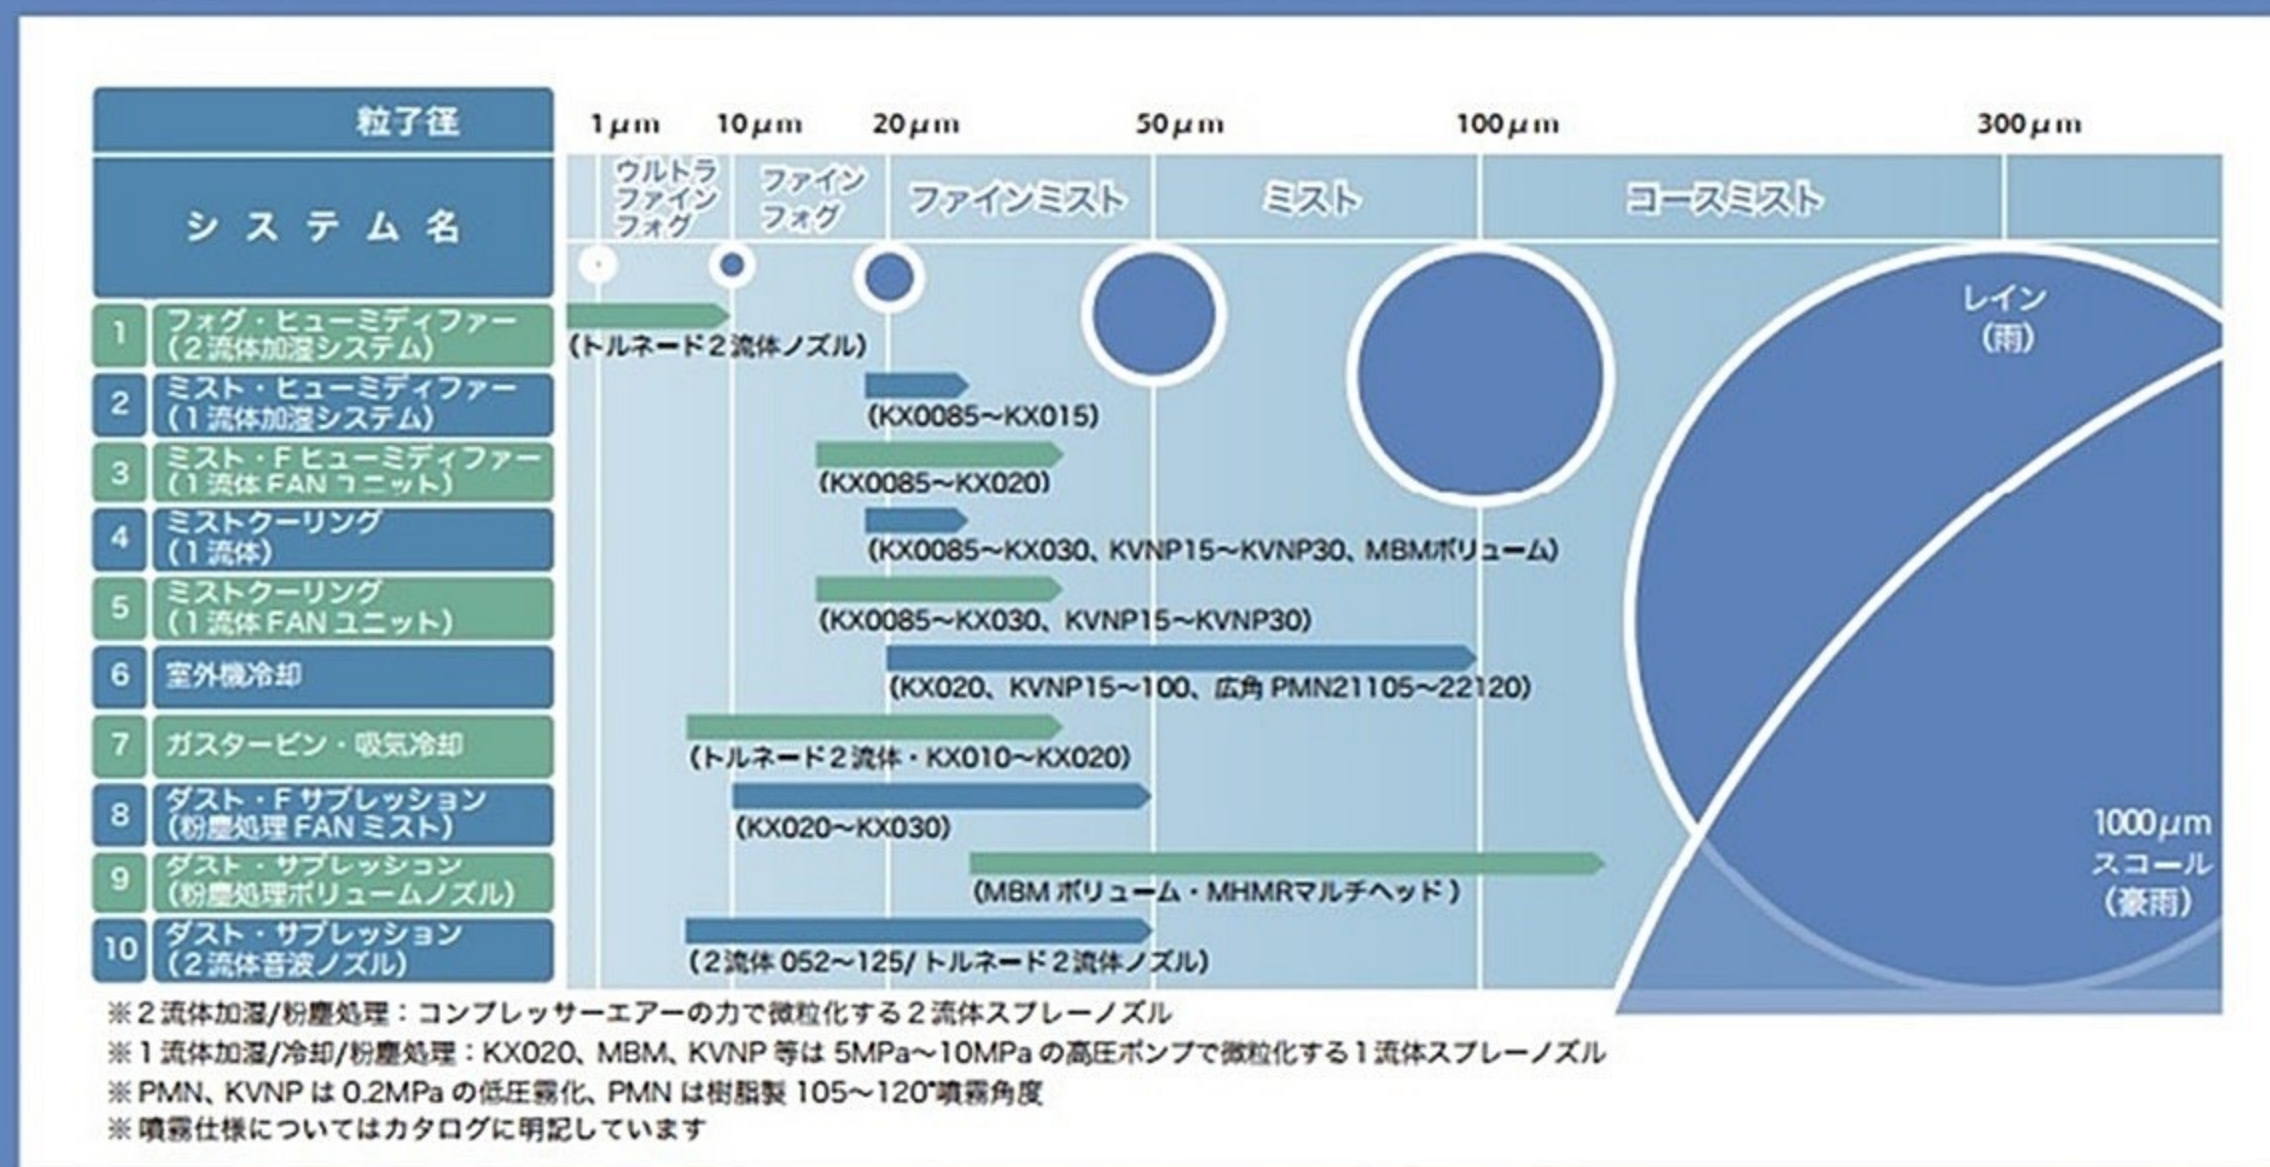 粒子径
1μm 10μm 20μm 50μm 100μm 300μm
システム名
ウルトラ
ファイン
フォグ
ファイン
フォグ
ファインミスト
ミスト
コースミスト
レイン
（雨）
1 フォグ・ヒューミディファー
（2流体加湿システム）
（トルネード2流体ノズル）
2 ミスト・ヒューミディファー
（1流体加湿システム）
（KX0085～KX015）
3 ミスト・Fヒューミディファー
（1流体FANユニット）
（KX0085～KX020）
4 ミストクーリング
（1流体）
（KX0085～KX030、KVNP15～KVNP30、MBMボリューム）
5 ミストクーリング
（1流体FANユニット）
（KX0085～KX030、KVNP15～KVNP30）
6 室外機冷却
（KX020、KVNP15～100、広角PMN21105～22120）
7 ガスタービン・吸気冷却
（トルネード2流体・KX010～KX020）
8 ダスト・Fサプレッション
（粉塵処理FANミスト）
（KX020～KX030）
9 ダスト・サプレッション
（粉塵処理ボリュームノズル）
（MBMボリューム・MHMRマルチヘッド）
10 ダスト・サプレッション
（2流体音波ノズル）
（2流体052～125/トルネード2流体ノズル）
1000μm
スコール
（豪雨）
※2流体加湿/粉塵処理：コンプレッサーエアーの力で微粒化する2流体スプレーノズル
※1流体加湿/冷却/粉塵処理：KX020、MBM、KVNP等は5MPa～10MPaの高圧ポンプで微粒化する1流体スプレーノズル
※PMN、KVNPは0.2MPaの低圧霧化、PMNは樹脂製105～120°噴霧角度
※噴霧仕様についてはカタログに明記しています